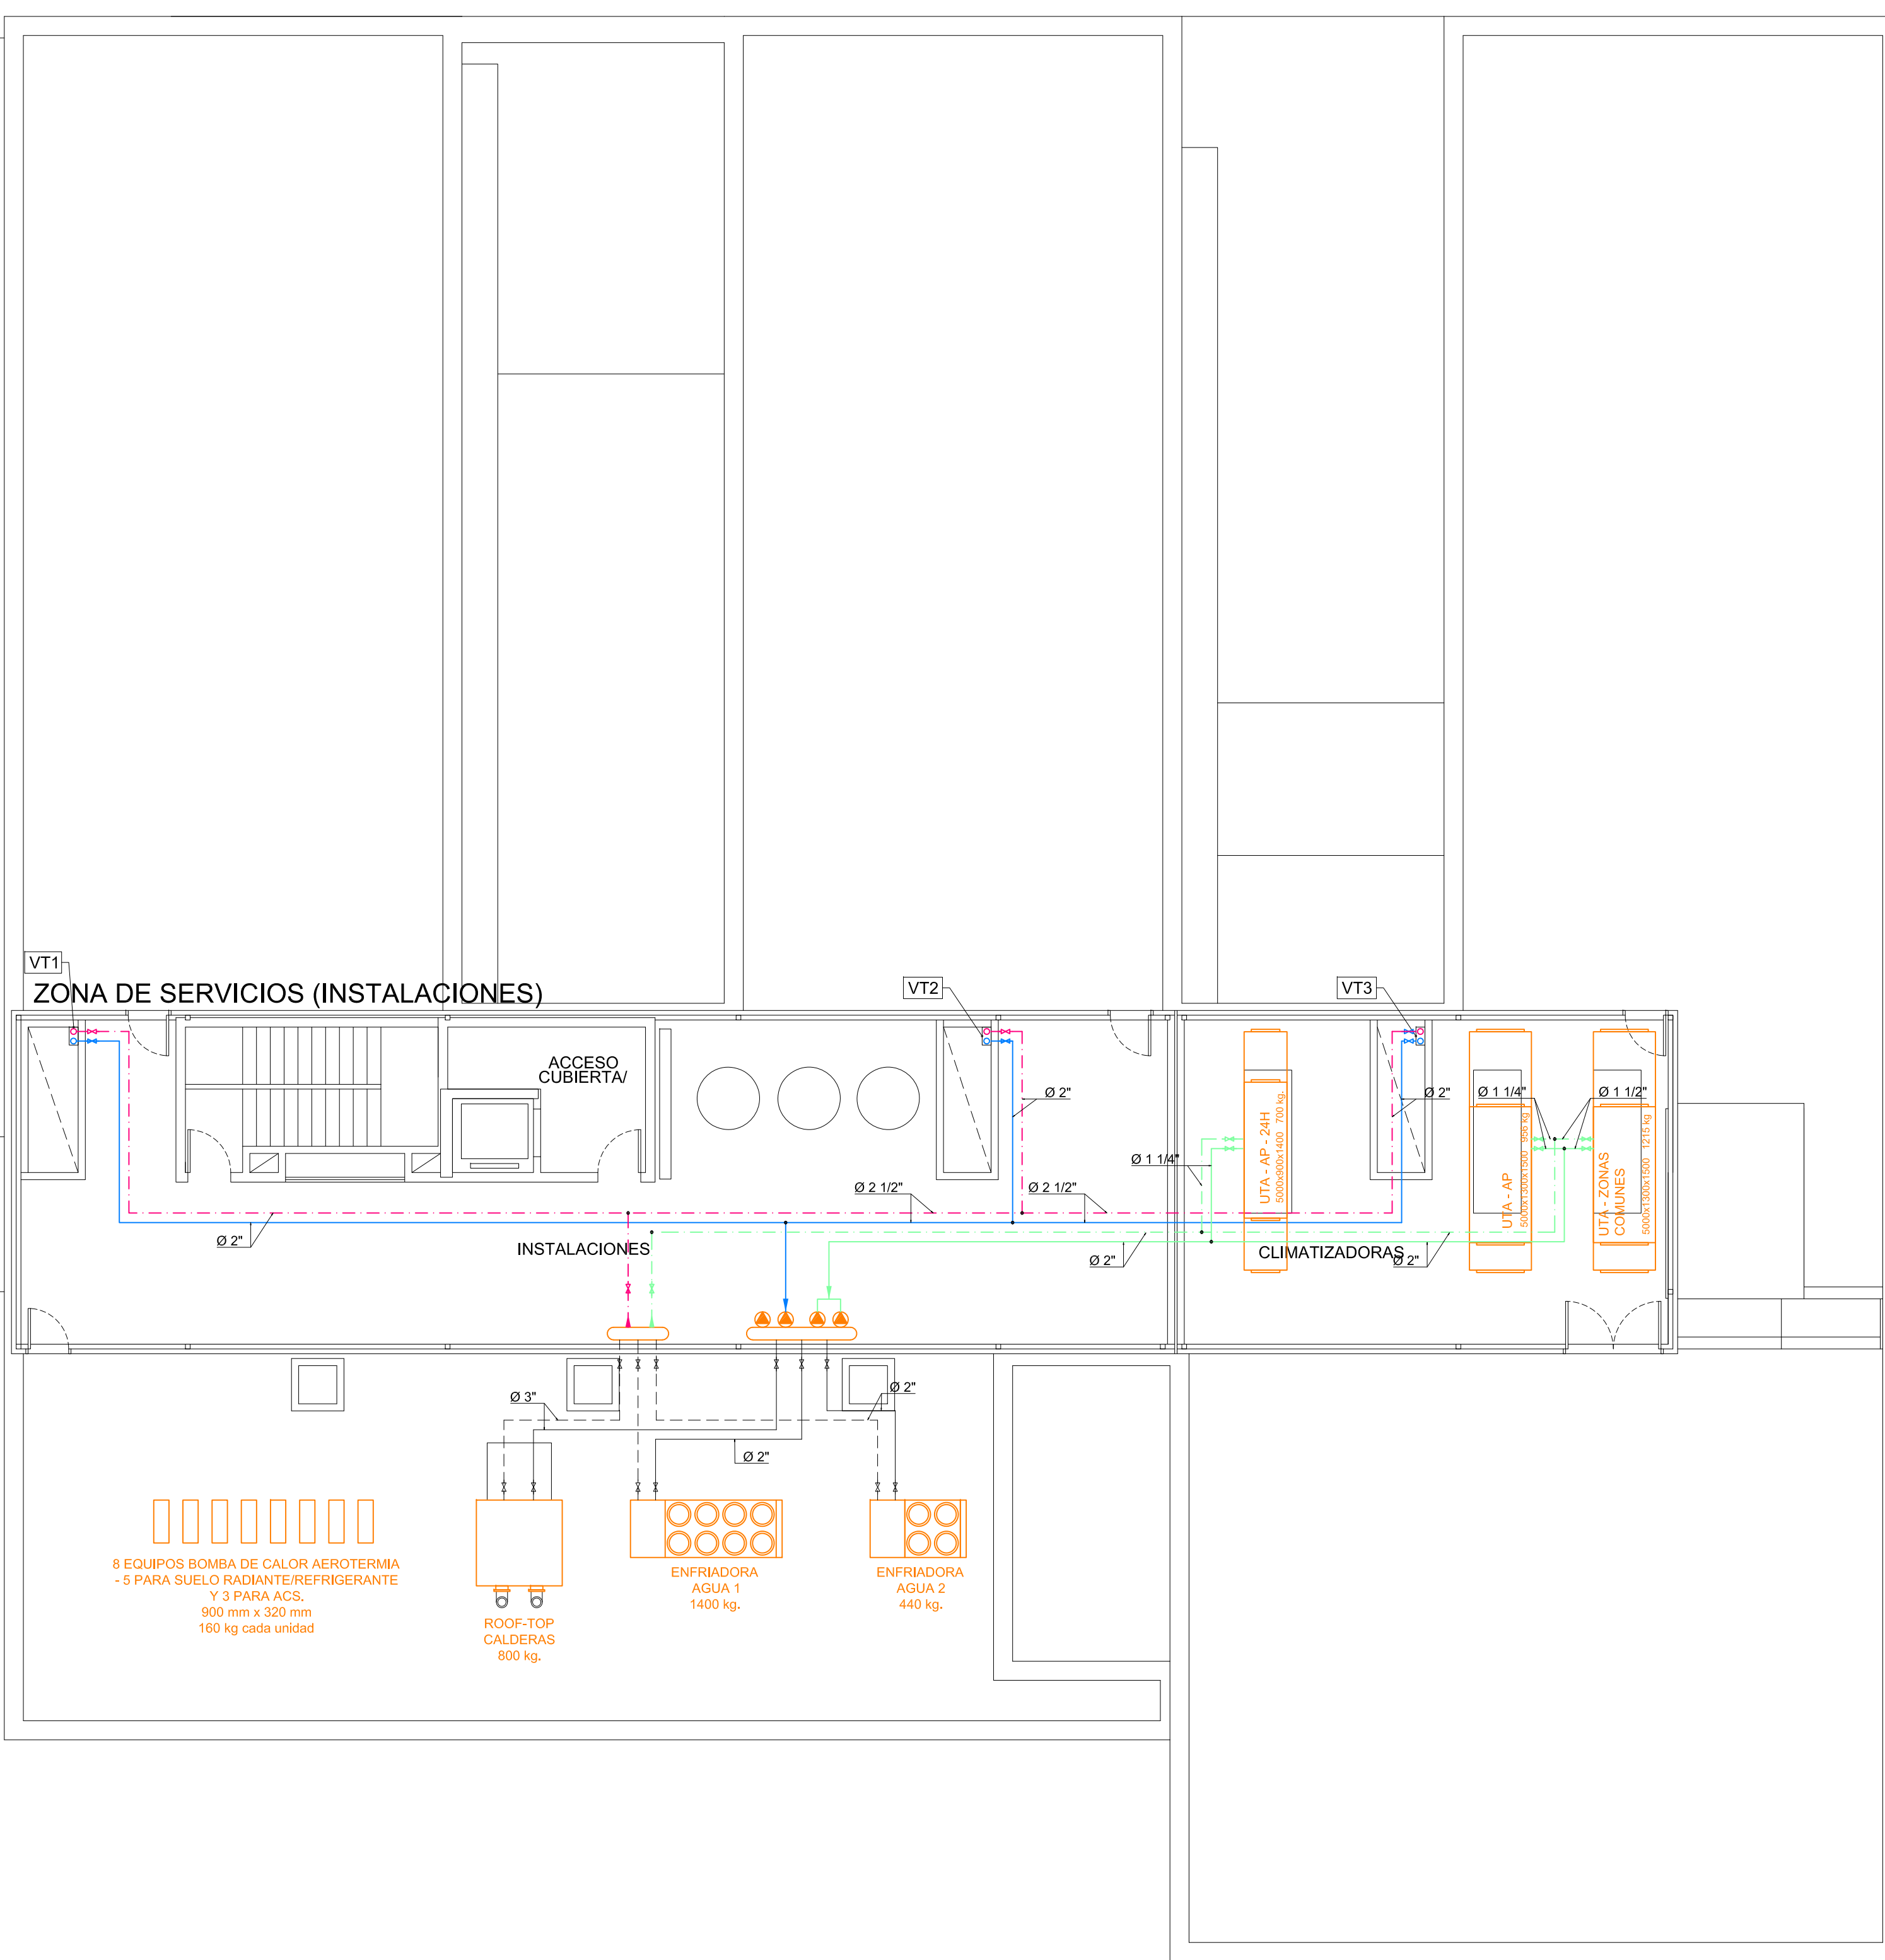 VT1
ZONA DE SERVICIOS (INSTALACIONES)
VT2
VT3
ACCESO
CUBIERTA/
Ø 2"
Ø 2"
Ø 1 1/4"
Ø 1 1/2"
Ø 1 1/4"
UTA - AP - 24H
5000x900x1400 700 kg.
UTA - AP
5000x1300x1500 956 kg
UTA - ZONAS
COMUNES
5000x1300x1500 1215 kg
Ø 2 1/2"
Ø 2 1/2"
Ø 2"
INSTALACIONES
Ø 2"
CLIMATIZADORAS
Ø 2"
Ø 3"
Ø 2"
Ø 2"
8 EQUIPOS BOMBA DE CALOR AEROTERMIA
- 5 PARA SUELO RADIANTE/REFRIGERANTE
Y 3 PARA ACS.
900 mm x 320 mm
160 kg cada unidad
ROOF-TOP
CALDERAS
800 kg.
ENFRIADORA
AGUA 1
1400 kg.
ENFRIADORA
AGUA 2
440 kg.